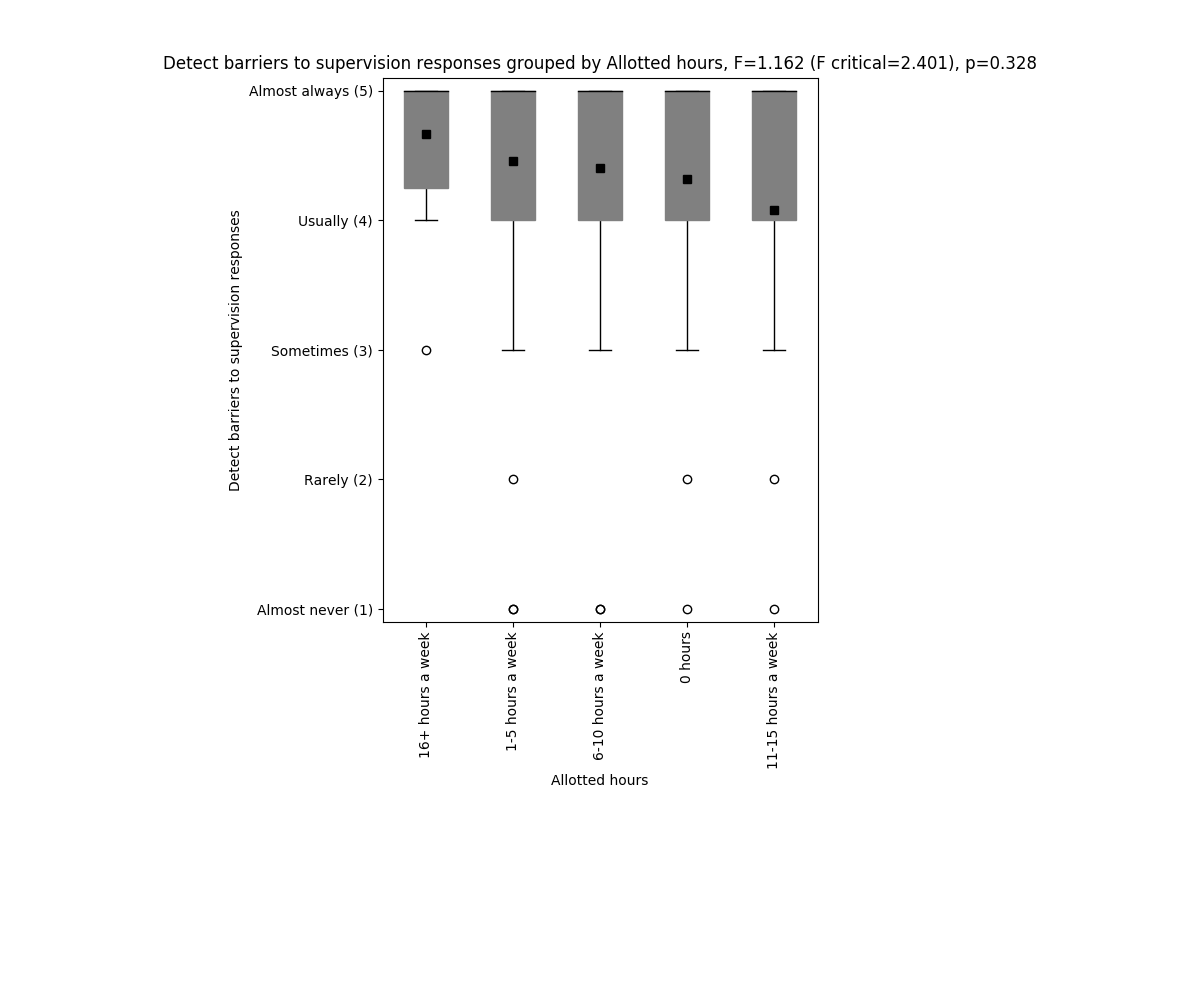 Detect barriers to supervision responses grouped by Allotted hours, F=1.162 (F critical=2.401), p=0.328
Almost always (5)
Usually (4)
Sometimes (3)
Rarely (2)
Almost never (1)
Detect barriers to supervision responses
16+ hours a week
1-5 hours a week
6-10 hours a week
0 hours
11-15 hours a week
Allotted hours